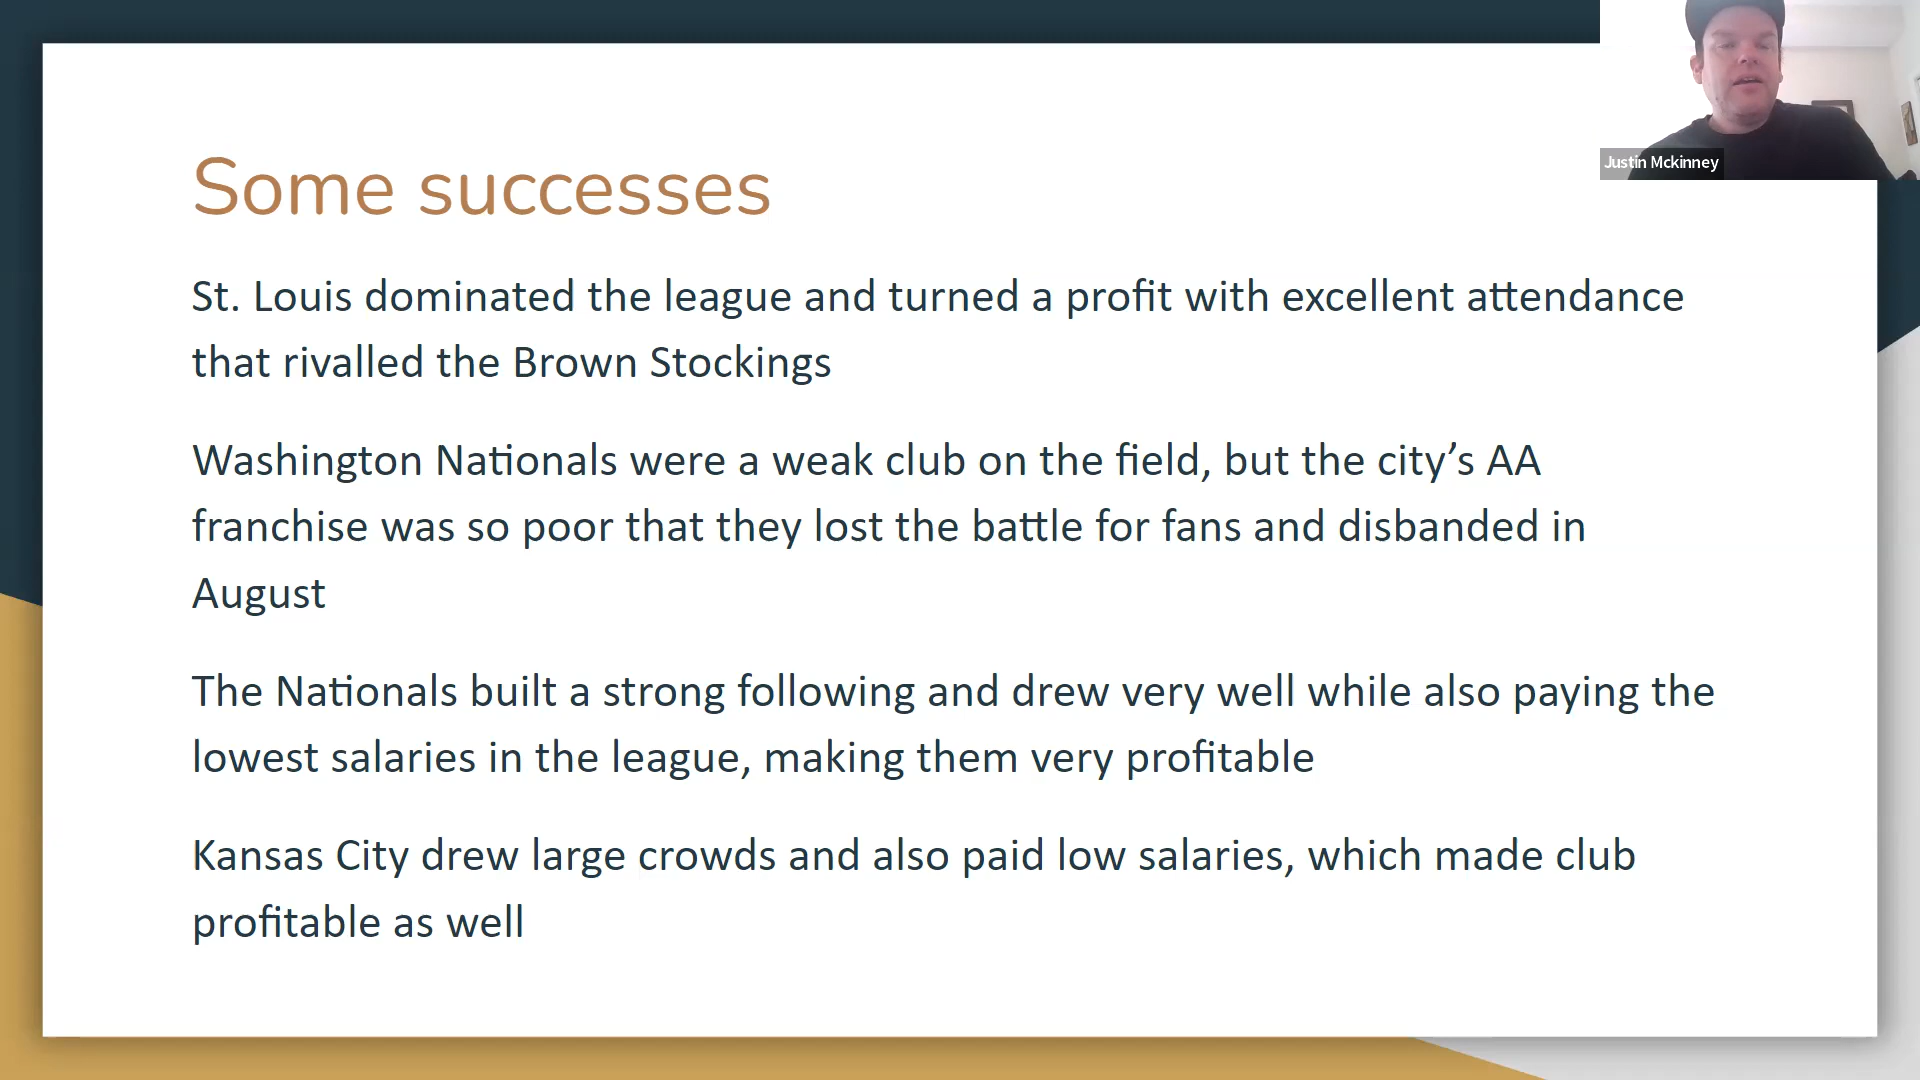 Some successes
St. Louis dominated the league and turned a profit with excellent attendance
that rivalled the Brown Stockings
Washington Nationals were a weak club on the field, but the city’s AA
franchise was so poor that they lost the battle for fans and disbanded in
August
The Nationals built a strong following and drew very well while also paying the
lowest salaries in the league, making them very profitable
Kansas City drew large crowds and also paid low salaries, which made club
profitable as well
Justin Mckinney